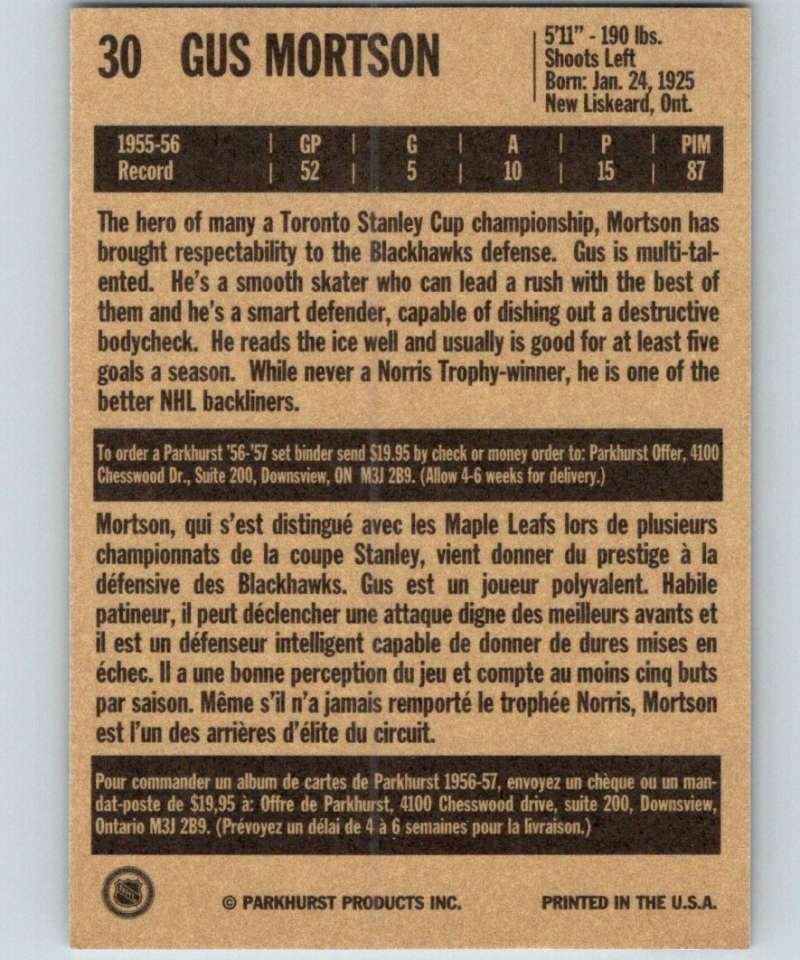 30 GUS MORTSON
5'11" - 190 lbs.
Shoots Left
Born: Jan. 24, 1925
New Liskeard, Ont.
1955-56 | GP | G | A | P | PIM
Record | 52 | 5 | 10 | 15 | 87
The hero of many a Toronto Stanley Cup championship, Mortson has
brought respectability to the Blackhawks defense. Gus is multi-tal-
ented. He's a smooth skater who can lead a rush with the best of
them and he's a smart defender, capable of dishing out a destructive
bodycheck. He reads the ice well and usually is good for at least five
goals a season. While never a Norris Trophy-winner, he is one of the
better NHL backliners.
To order a Parkhurst '56-'57 set binder send $19.95 by check or money order to: Parkhurst Offer, 4100
Chesswood Dr., Suite 200, Downsview, ON M3J 2B9. (Allow 4-6 weeks for delivery.)
Mortson, qui s'est distingué avec les Maple Leafs lors de plusieurs
championnats de la coupe Stanley, vient donner du prestige à la
défensive des Blackhawks. Gus est un joueur polyvalent. Habile
patineur, il peut déclencher une attaque digne des meilleurs avants et
il est un défenseur intelligent capable de donner de dures mises en
échec. Il a une bonne perception du jeu et compte au moins cinq buts
par saison. Même s'il n'a jamais remporté le trophée Norris, Mortson
est l'un des arrières d'élite du circuit.
Pour commander un album de cartes de Parkhurst 1956-57, envoyez un chèque ou un man-
dat-poste de $19,95 à: Offre de Parkhurst, 4100 Chesswood drive, suite 200, Downsview,
Ontario M3J 2B9. (Prévoyez un délai de 4 à 6 semaines pour la livraison.)
NHL
© PARKHURST PRODUCTS INC.
PRINTED IN THE U.S.A.